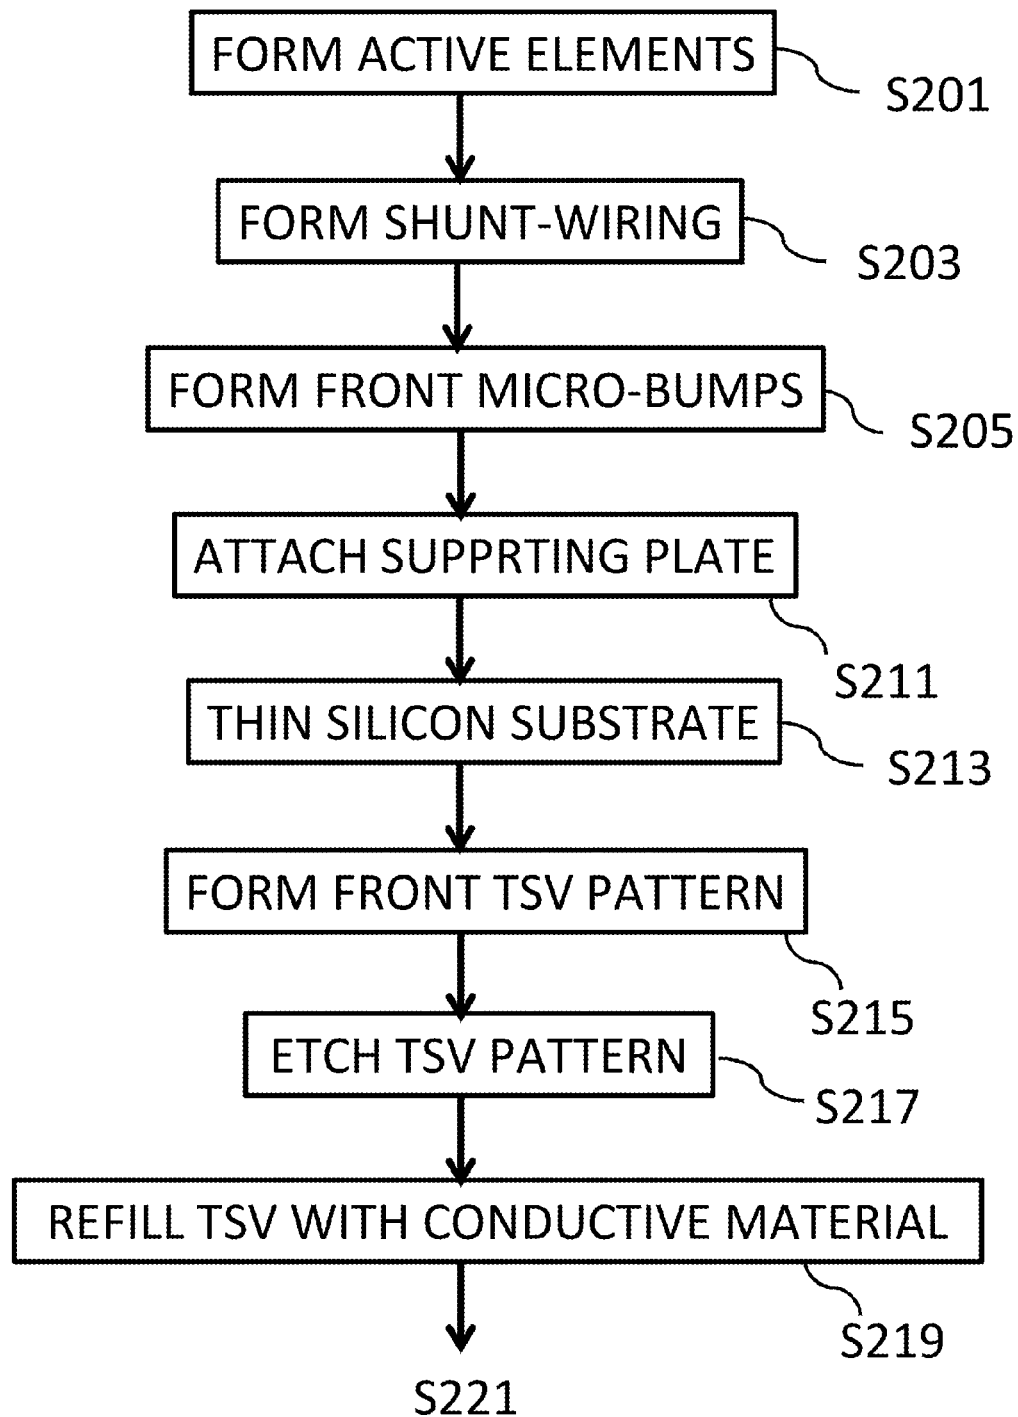 FORM ACTIVE ELEMENTS
S201
FORM SHUNT-WIRING
S203
FORM FRONT MICRO-BUMPS
S205
ATTACH SUPPRTING PLATE
S211
THIN SILICON SUBSTRATE
S213
FORM FRONT TSV PATTERN
S215
ETCH TSV PATTERN
S217
REFILL TSV WITH CONDUCTIVE MATERIAL
S219
S221